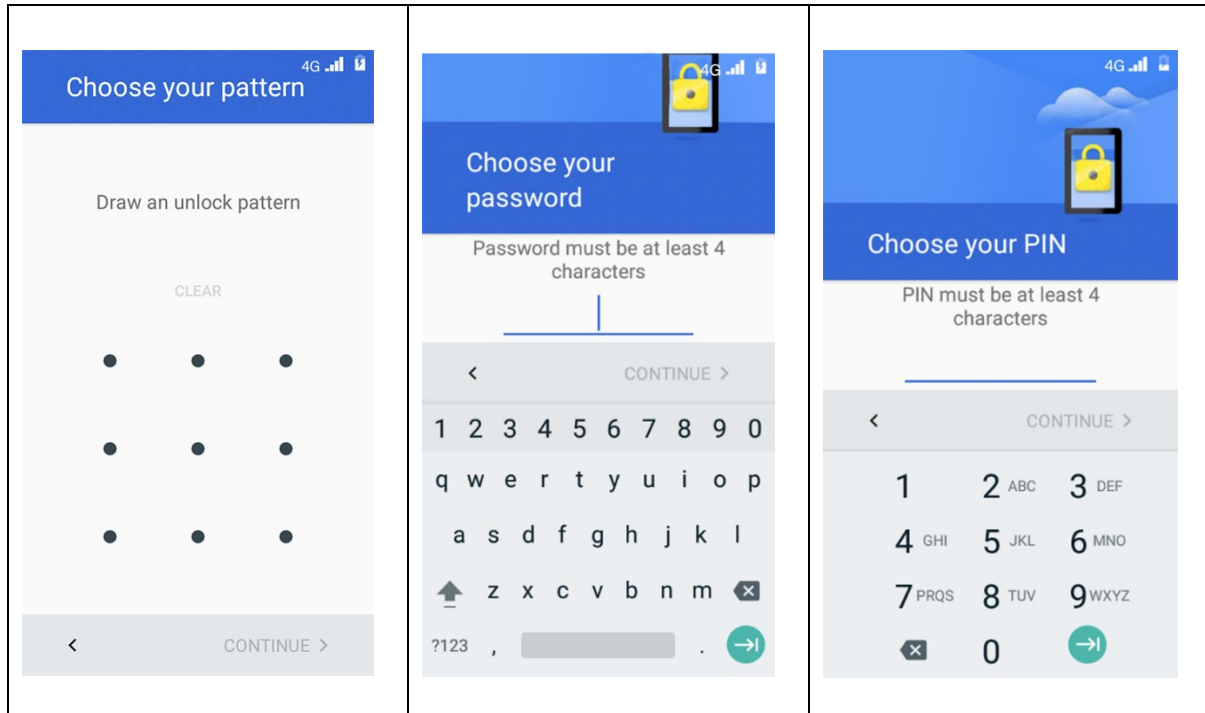 4G
Choose your pattern
Draw an unlock pattern
CLEAR
CONTINUE
4G
Choose your
password
Password must be at least 4
characters
CONTINUE
1 2 3 4 5 6 7 8 9 0
q w e r t y u i o p
a s d f g h j k l
z x c v b n m
?123 , .
4G
Choose your PIN
PIN must be at least 4
characters
CONTINUE
1 2 ABC 3 DEF
4 GHI 5 JKL 6 MNO
7 PRQS 8 TUV 9 WXYZ
0